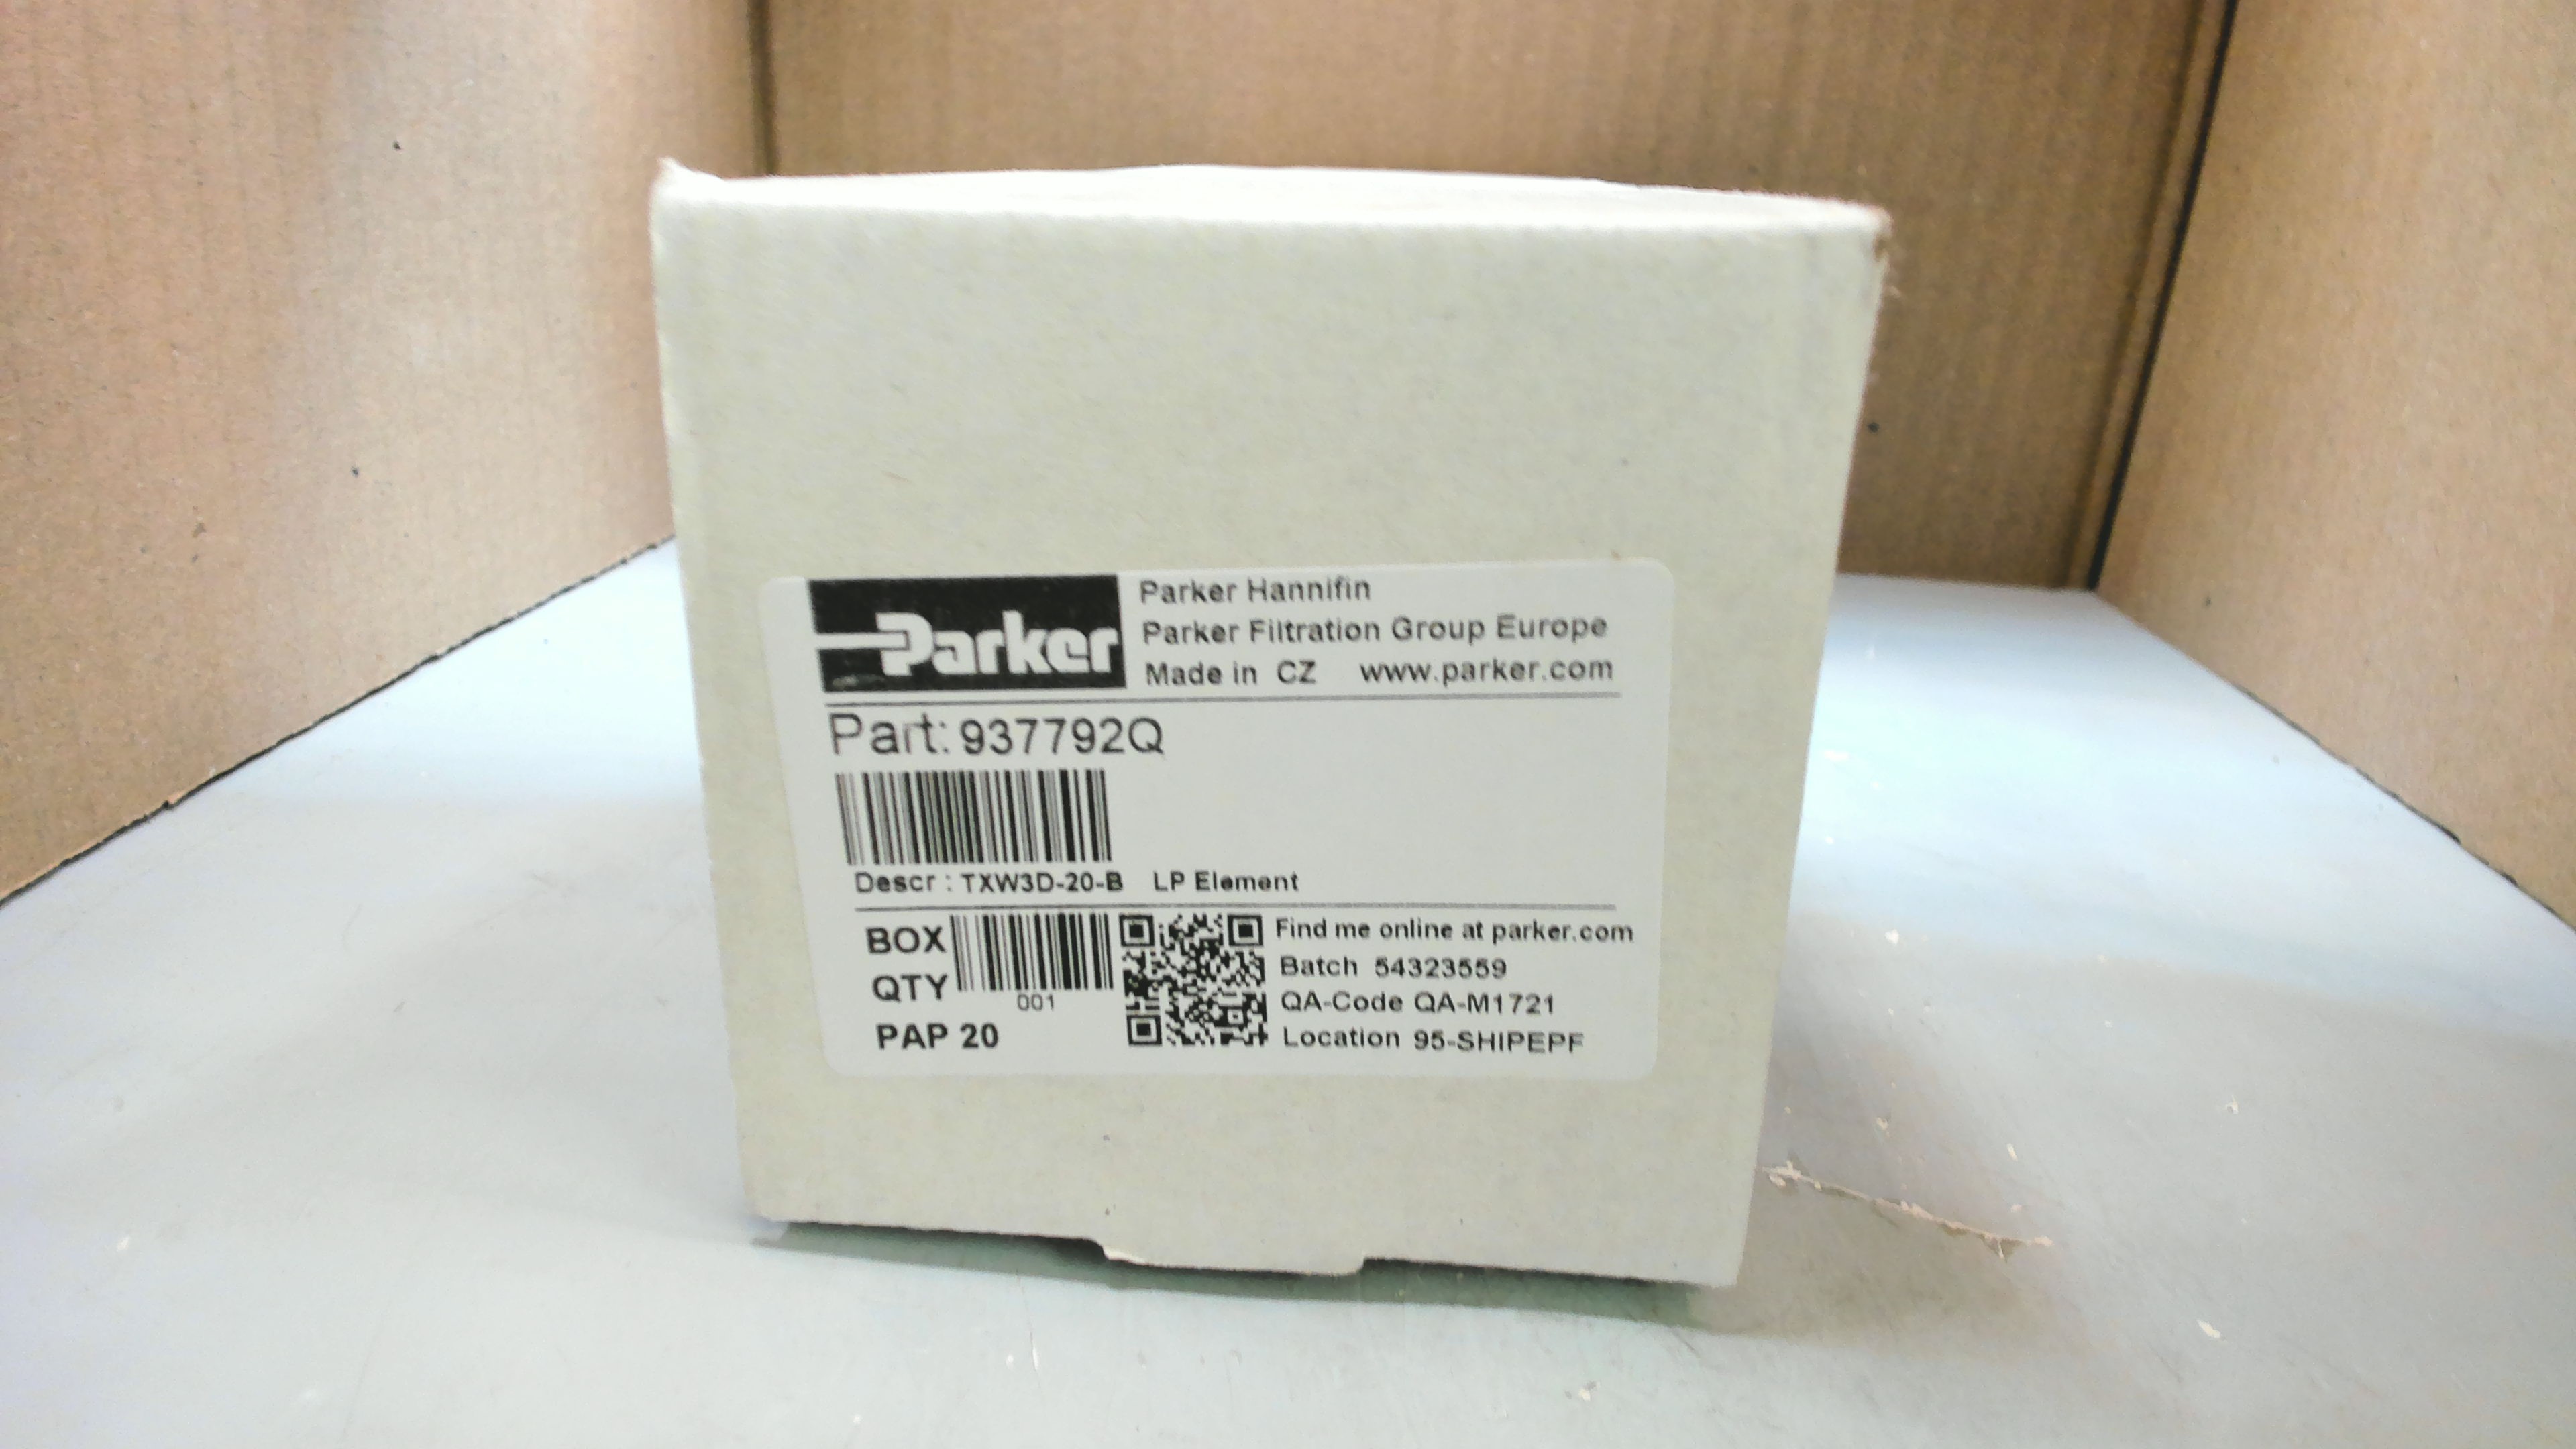 Parker
Parker Hannifin
Parker Filtration Group Europe
Made in CZ www.parker.com
Part: 937792Q
Descr : TXW3D-20-B LP Element
BOX
QTY
001
PAP 20
Find me online at parker.com
Batch 54323559
QA-Code QA-M1721
Location 95-SHIPEPF